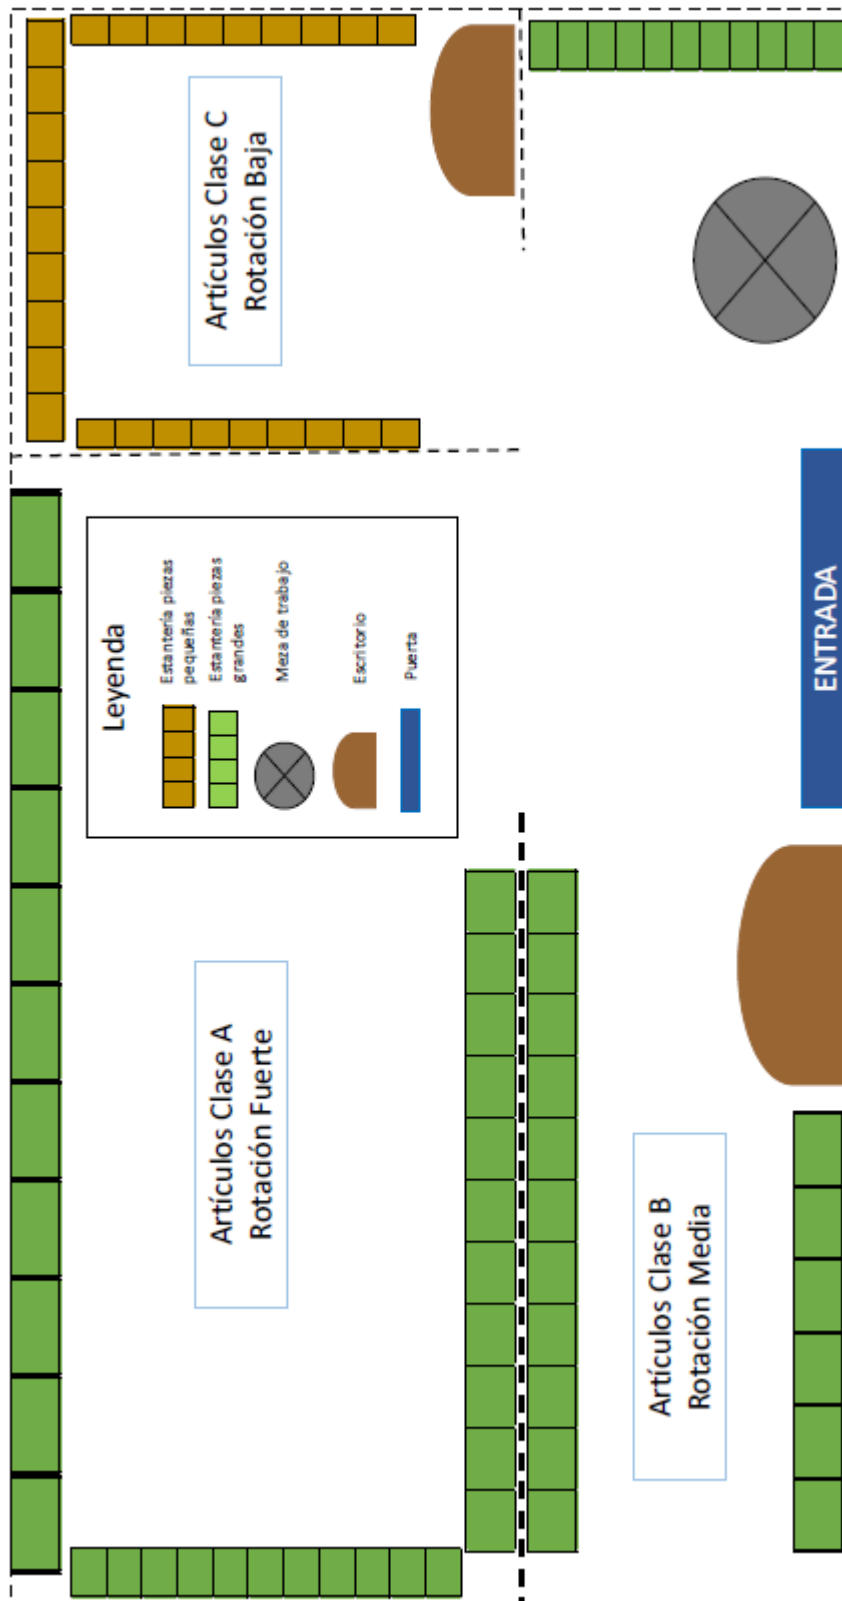 Artículos Clase A
Rotación Fuerte
Artículos Clase B
Rotación Media
Artículos Clase C
Rotación Baja
Leyenda
Estantería piezas
pequeñas
Estantería piezas
grandes
Meza de trabajo
Escritorio
Puerta
ENTRADA